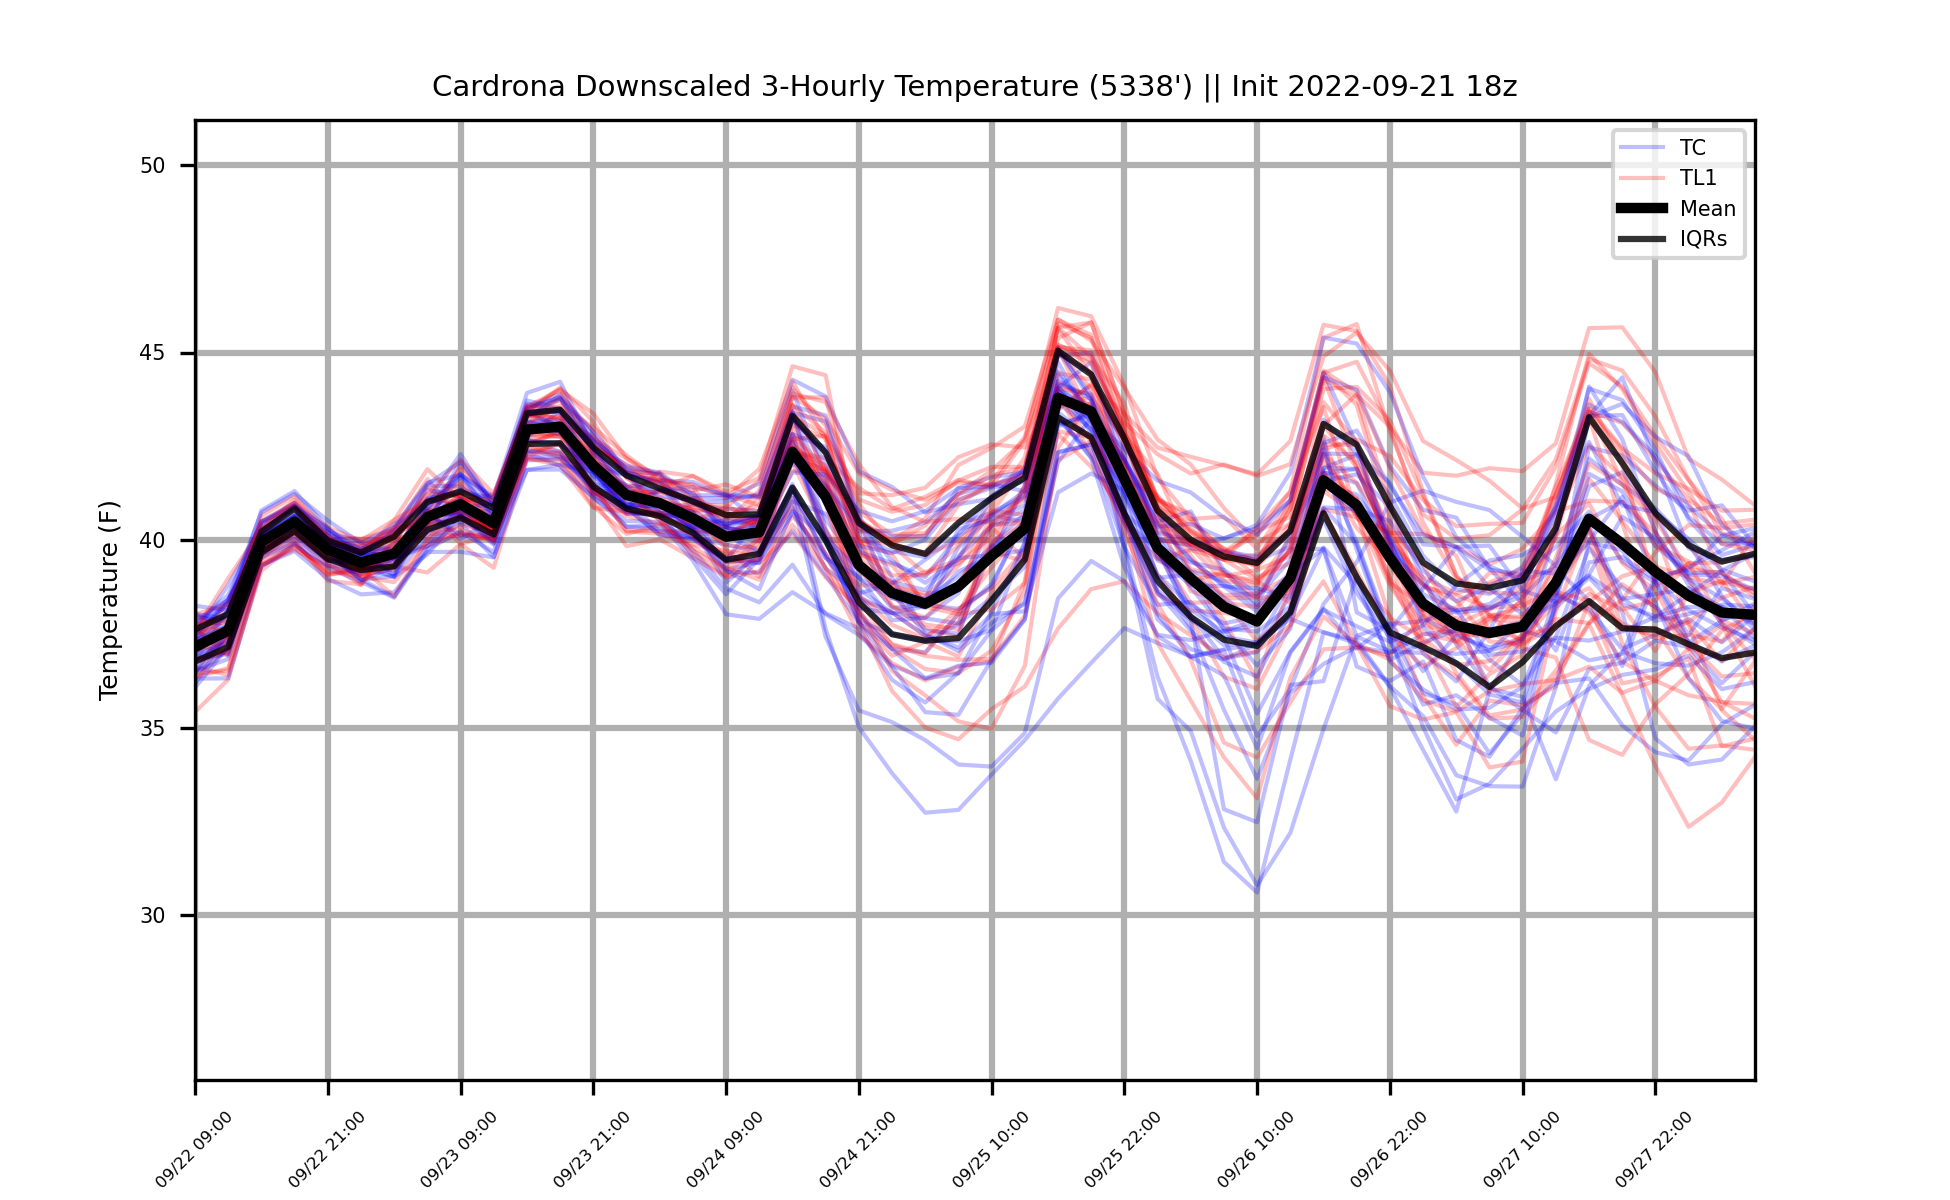 Cardrona Downscaled 3-Hourly Temperature (5338') || Init 2022-09-21 18z
TC
TL1
Mean
IQRs
Temperature (F)
50
45
40
35
30
09/22 09:00
09/22 21:00
09/23 09:00
09/23 21:00
09/24 09:00
09/24 21:00
09/25 10:00
09/25 22:00
09/26 10:00
09/26 22:00
09/27 10:00
09/27 22:00